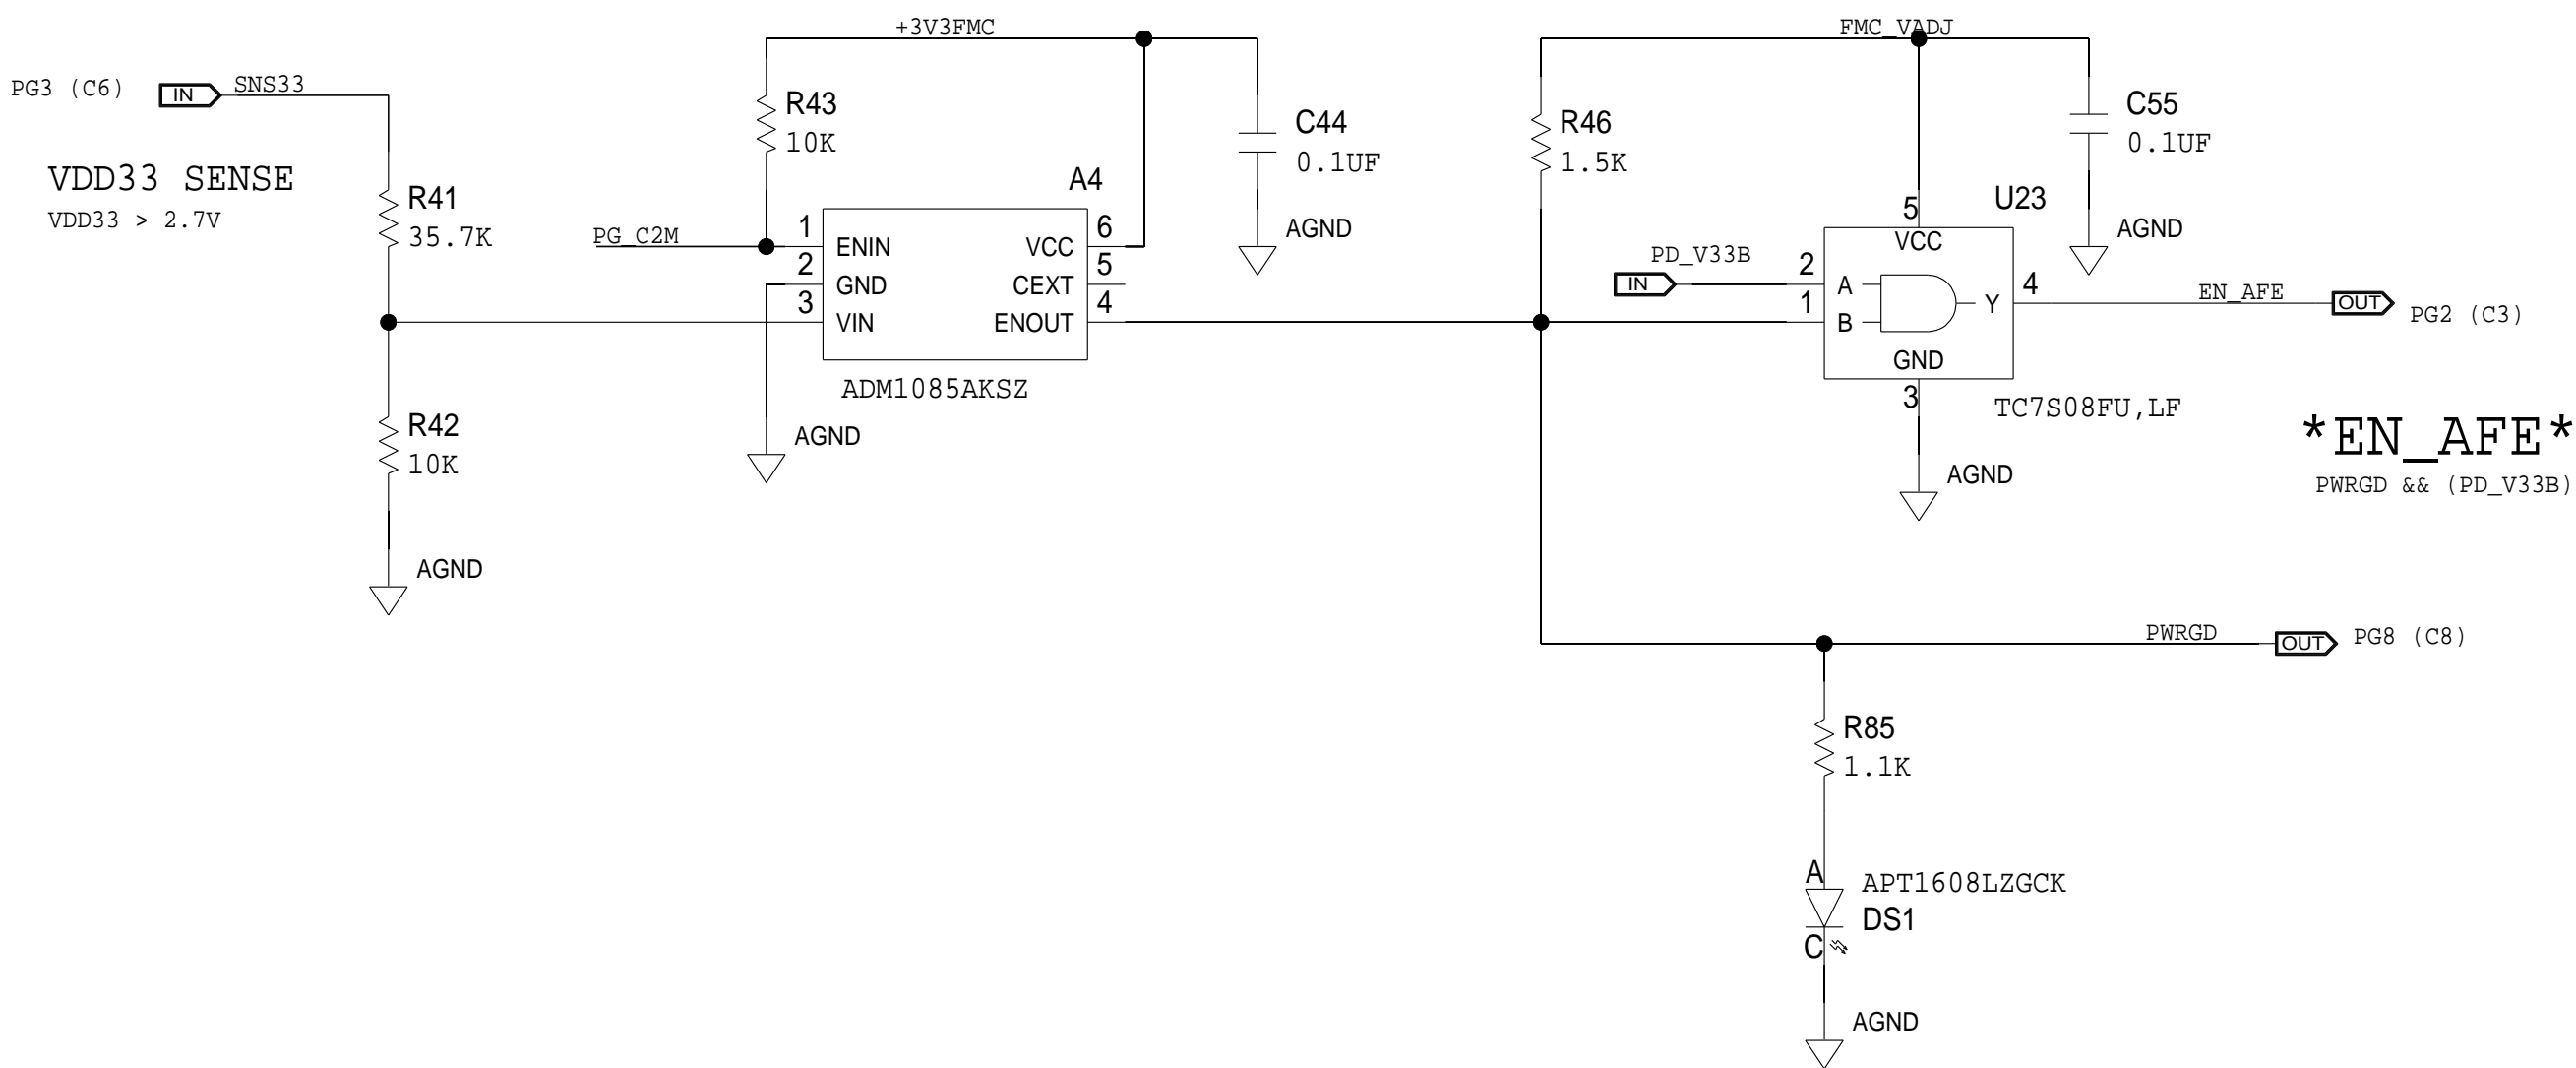 PG3 (C6)
IN
SNS33
VDD33 SENSE
VDD33 > 2.7V
R41
35.7K
R42
10K
AGND
+3V3FMC
R43
10K
PG_C2M
A4
1
2
3
ENIN
GND
VIN
VCC
CEXT
ENOUT
6
5
4
ADM1085AKSZ
AGND
C44
0.1UF
AGND
FMC_VADJ
R46
1.5K
C55
0.1UF
AGND
PD_V33B
IN
U23
5
VCC
2
A
1
B
Y
4
GND
3
TC7S08FU,LF
AGND
EN_AFE
OUT
PG2 (C3)
*EN_AFE*
PWRGD && (PD_V33B)
PWRGD
OUT
PG8 (C8)
R85
1.1K
A
APT1608LZGCK
DS1
C
AGND